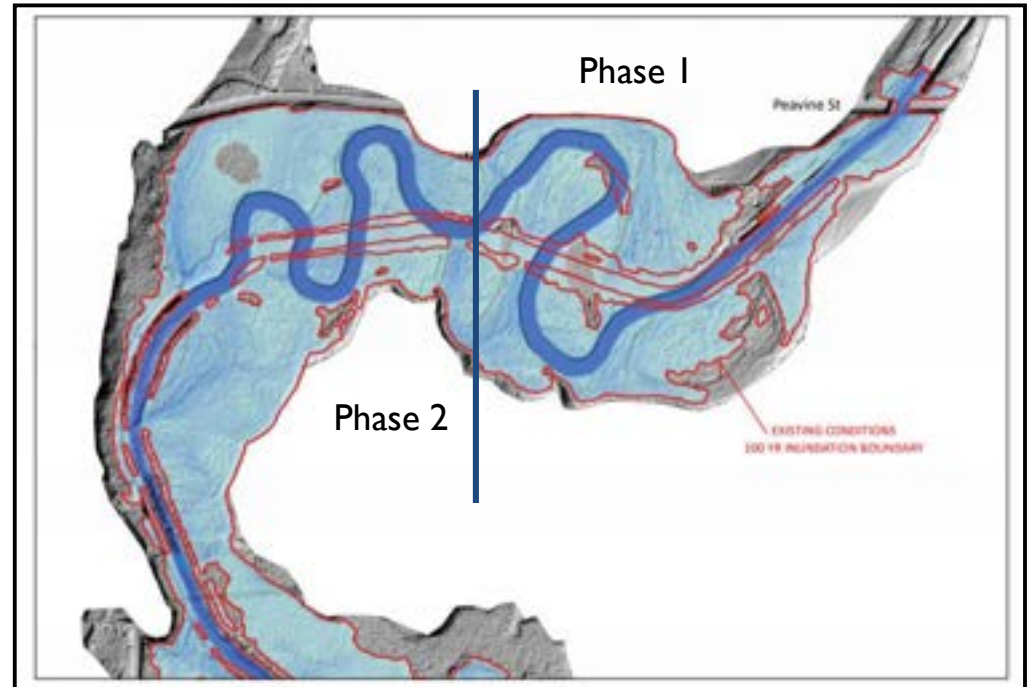 Phase 1
Peavine St
Phase 2
EXISTING CONDITIONS
100 YR INUNDATION BOUNDARY